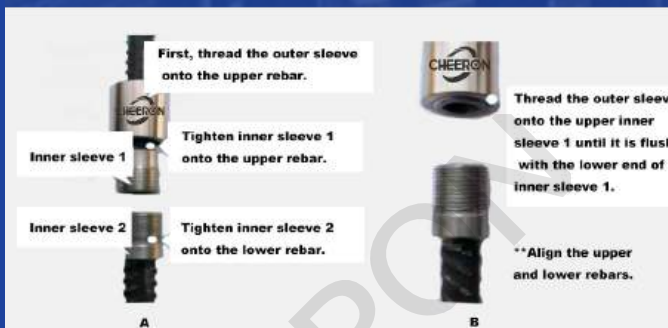 First, thread the outer sleeve
onto the upper rebar.
CHEERON
Tighten inner sleeve 1
onto the upper rebar.
Inner sleeve 1
Inner sleeve 2
Tighten inner sleeve 2
onto the lower rebar.
A
CHEERON
Thread the outer sleev
onto the upper inner
sleeve 1 until it is flush
with the lower end of
inner sleeve 1.
**Align the upper
and lower rebars.
B